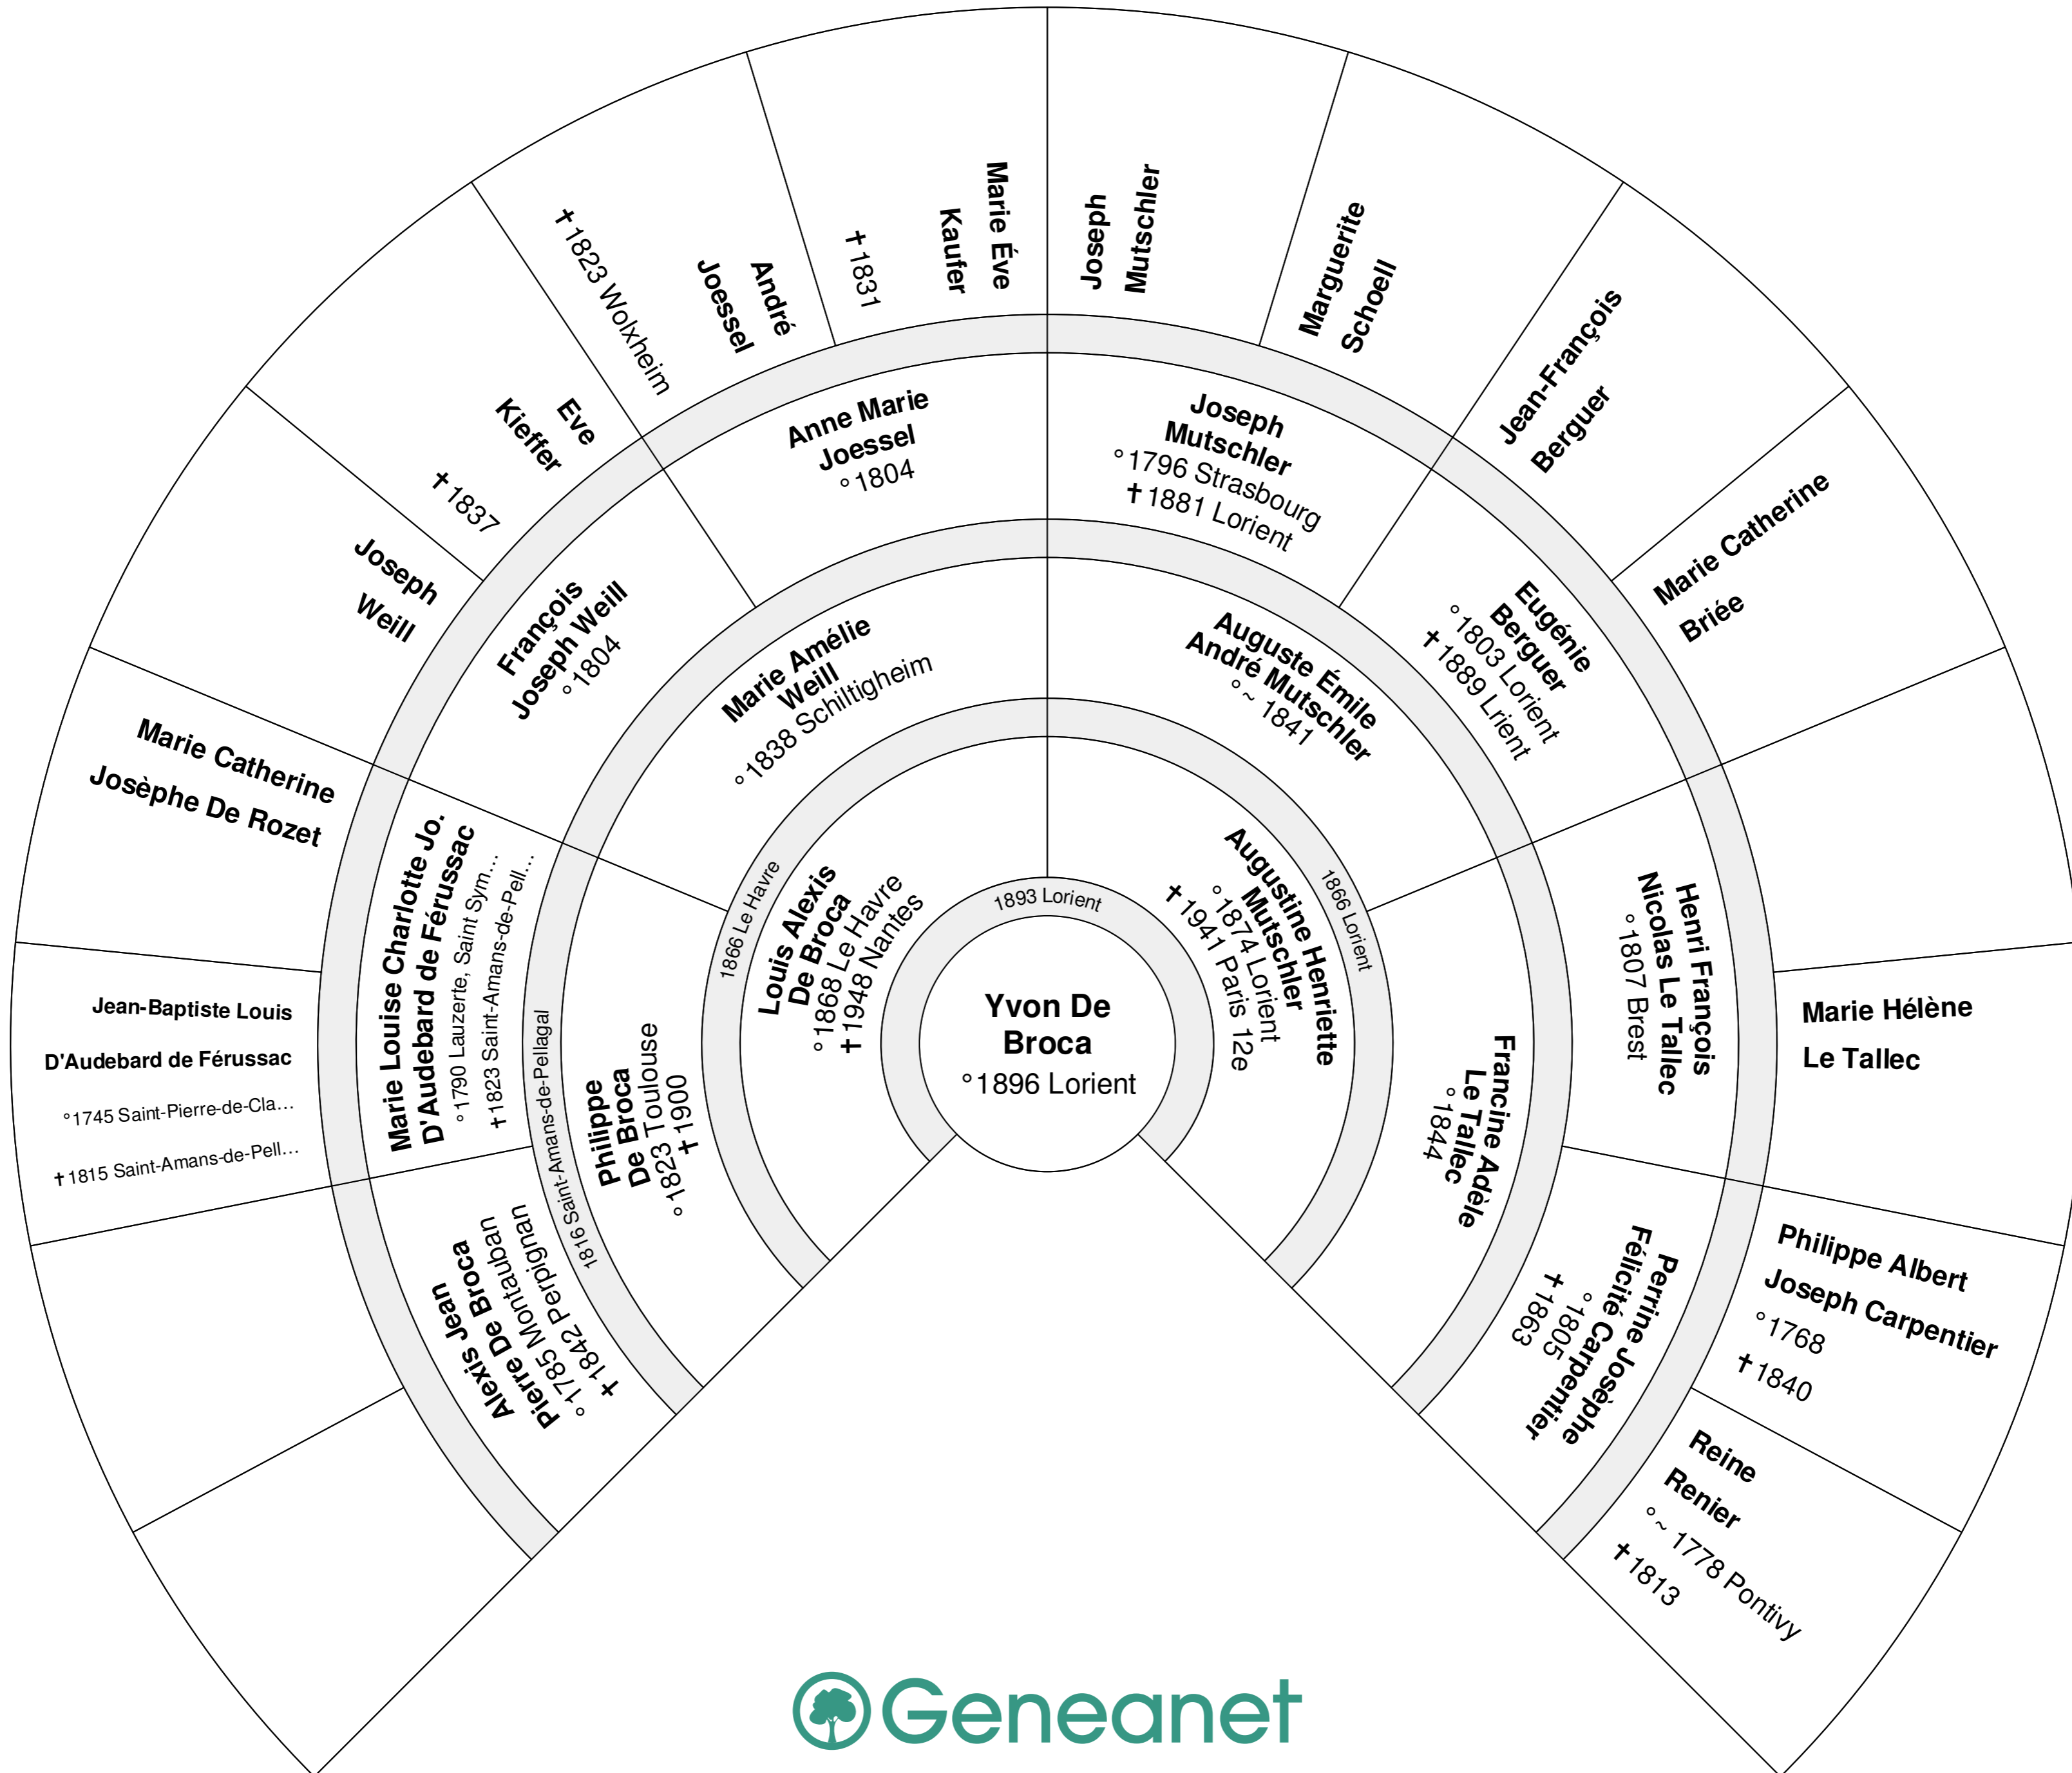 Yvon De
Broca
°1896 Lorient
1893 Lorient
Louis Alexis
De Broca
°1868 Le Havre
✝1948 Nantes
Augustine Henriette
Mutschler
°1874 Lorient
✝1941 Paris 12e
1866 Le Havre
1866 Lorient
Philippe
De Broca
°1823 Toulouse
✝1900
Marie Amélie
Weill
°1838 Schiltigheim
Auguste Émile
André Mutschler
°~ 1841
Francine Adèle
Le Tallec
°1844
1816 Saint-Amans-de-Pellagal
Alexis Jean
Pierre De Broca
°1785 Montauban
✝1842 Perpignan
Marie Louise Charlotte Jo.
D'Audebard de Férussac
°1790 Lauzerte, Saint Sym...
✝1823 Saint-Amans-de-Pell...
François
Joseph Weill
°1804
Anne Marie
Joessel
°1804
Joseph
Mutschler
°1796 Strasbourg
✝1881 Lorient
Eugénie
Berguer
°1803 Lorient
✝1889 Lrient
Henri François
Nicolas Le Tallec
°1807 Brest
Perrine Josèphe
Félicité Carpentier
°1805
✝1863
Jean-Baptiste Louis
D'Audebard de Férussac
°1745 Saint-Pierre-de-Cla...
✝1815 Saint-Amans-de-Pell...
Marie Catherine
Josèphe De Rozet
Joseph
Weill
Eve
Kieffer
✝1837
André
Joessel
✝1823 Wolxheim
Marie Éve
Kaufer
✝1831
Joseph
Mutschler
Marguerite
Schoell
Jean-François
Berguer
Marie Catherine
Briée
Marie Hélène
Le Tallec
Philippe Albert
Joseph Carpentier
°1768
✝1840
Reine
Renier
°~ 1778 Pontivy
✝1813
Geneanet